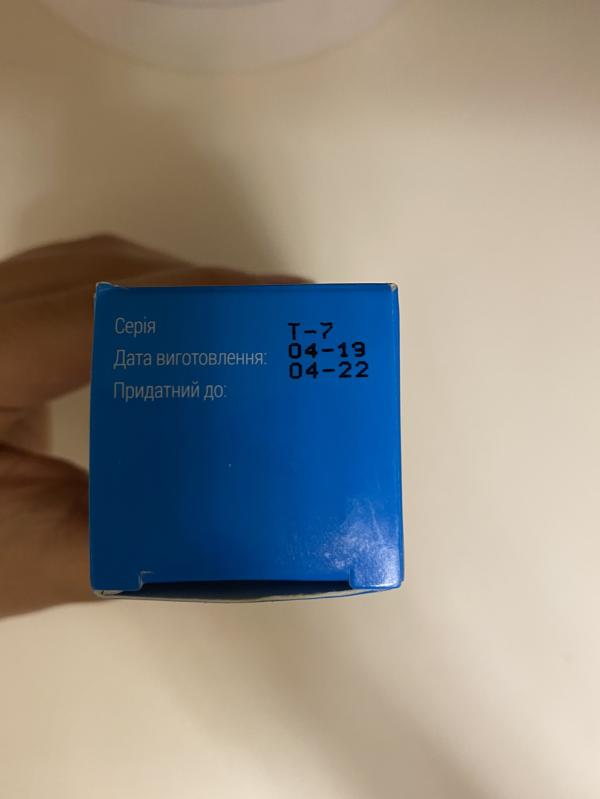 Серія T-7
Дата виготовлення: 04-19
Придатний до: 04-22